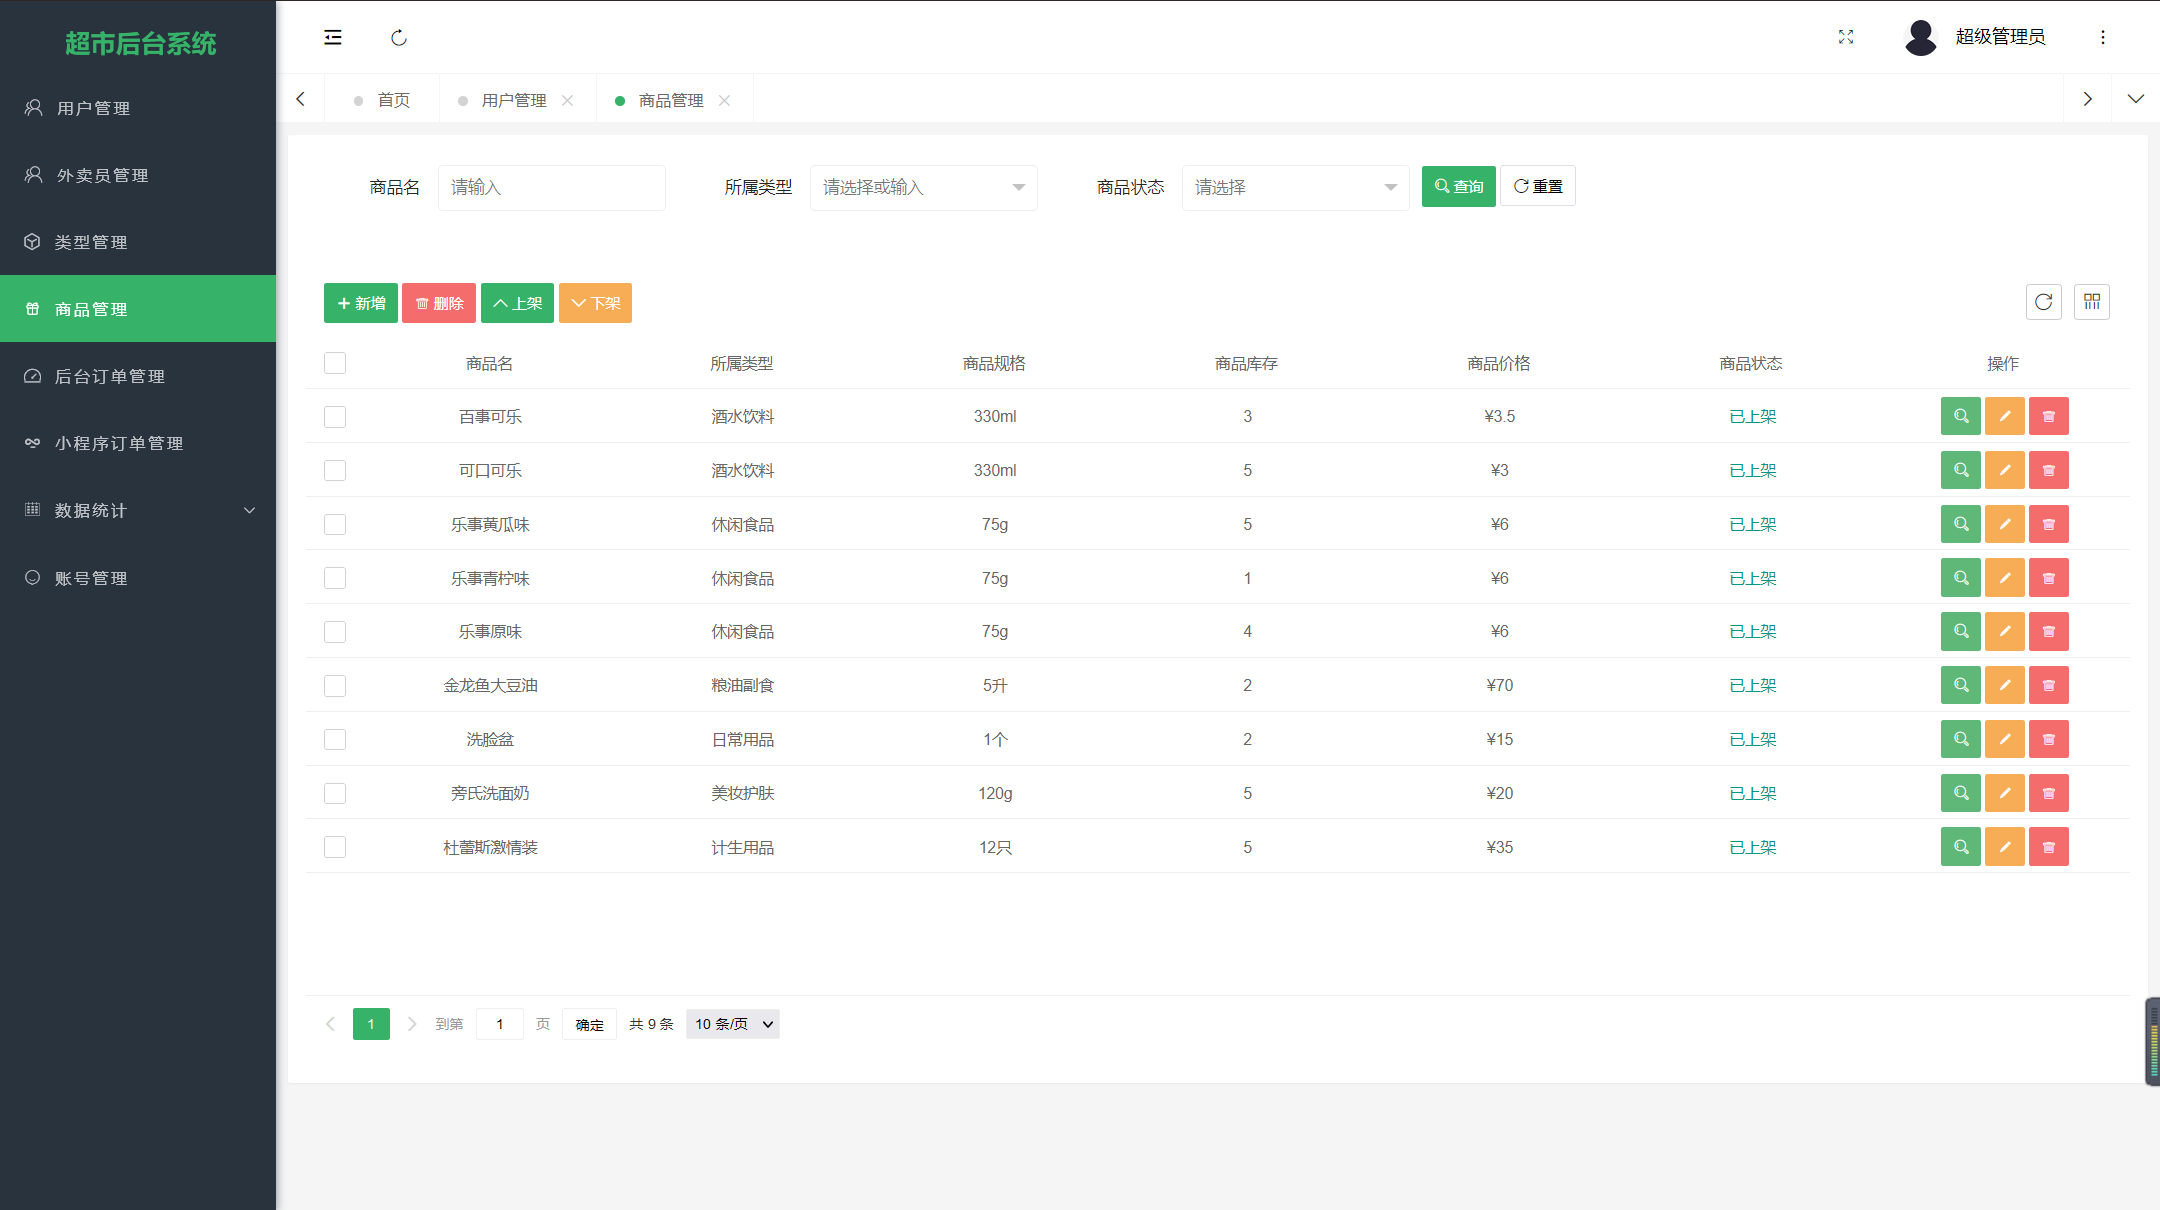 超市后台系统
超级管理员
用户管理
外卖员管理
类型管理
商品管理
后台订单管理
小程序订单管理
数据统计
账号管理
首页 用户管理 商品管理
商品名 请输入 所属类型 请选择或输入 商品状态 请选择 查询 重置
新增 删除 上架 下架
商品名 所属类型 商品规格 商品库存 商品价格 商品状态 操作
百事可乐 酒水饮料 330ml 3 ¥3.5 已上架
可口可乐 酒水饮料 330ml 5 ¥3 已上架
乐事黄瓜味 休闲食品 75g 5 ¥6 已上架
乐事青柠味 休闲食品 75g 1 ¥6 已上架
乐事原味 休闲食品 75g 4 ¥6 已上架
金龙鱼大豆油 粮油副食 5升 2 ¥70 已上架
洗脸盆 日常用品 1个 2 ¥15 已上架
旁氏洗面奶 美妆护肤 120g 5 ¥20 已上架
杜蕾斯激情装 计生用品 12只 5 ¥35 已上架
1 到第 1 页 确定 共 9 条 10 条/页